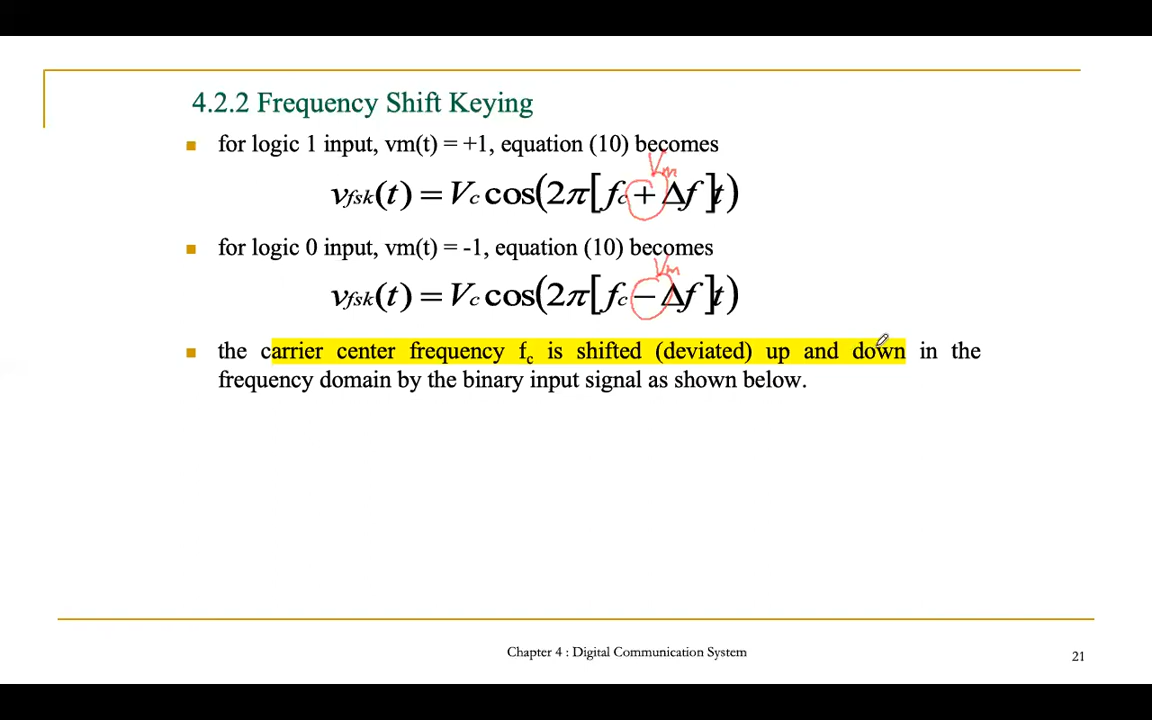 4.2.2 Frequency Shift Keying
for logic 1 input, vm(t) = +1, equation (10) becomes
Vm
vfsk(t) = Vc cos(2π[fc + Δf]t)
for logic 0 input, vm(t) = -1, equation (10) becomes
Vm
vfsk(t) = Vc cos(2π[fc − Δf]t)
the carrier center frequency fc is shifted (deviated) up and down in the
frequency domain by the binary input signal as shown below.
Chapter 4 : Digital Communication System
21